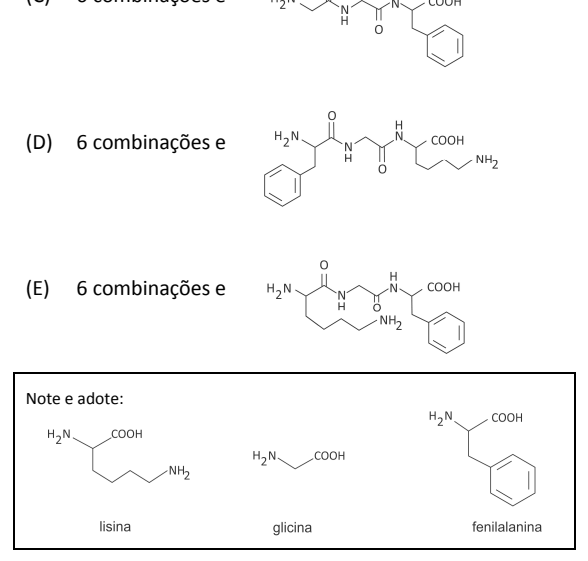 (C) 6 combinações e
H2N N H O N COOH
(D) 6 combinações e
H2N O N H O H N COOH NH2
(E) 6 combinações e
H2N O N H O H N COOH NH2
Note e adote:
H2N COOH NH2
H2N COOH
H2N COOH
lisina glicina fenilalanina